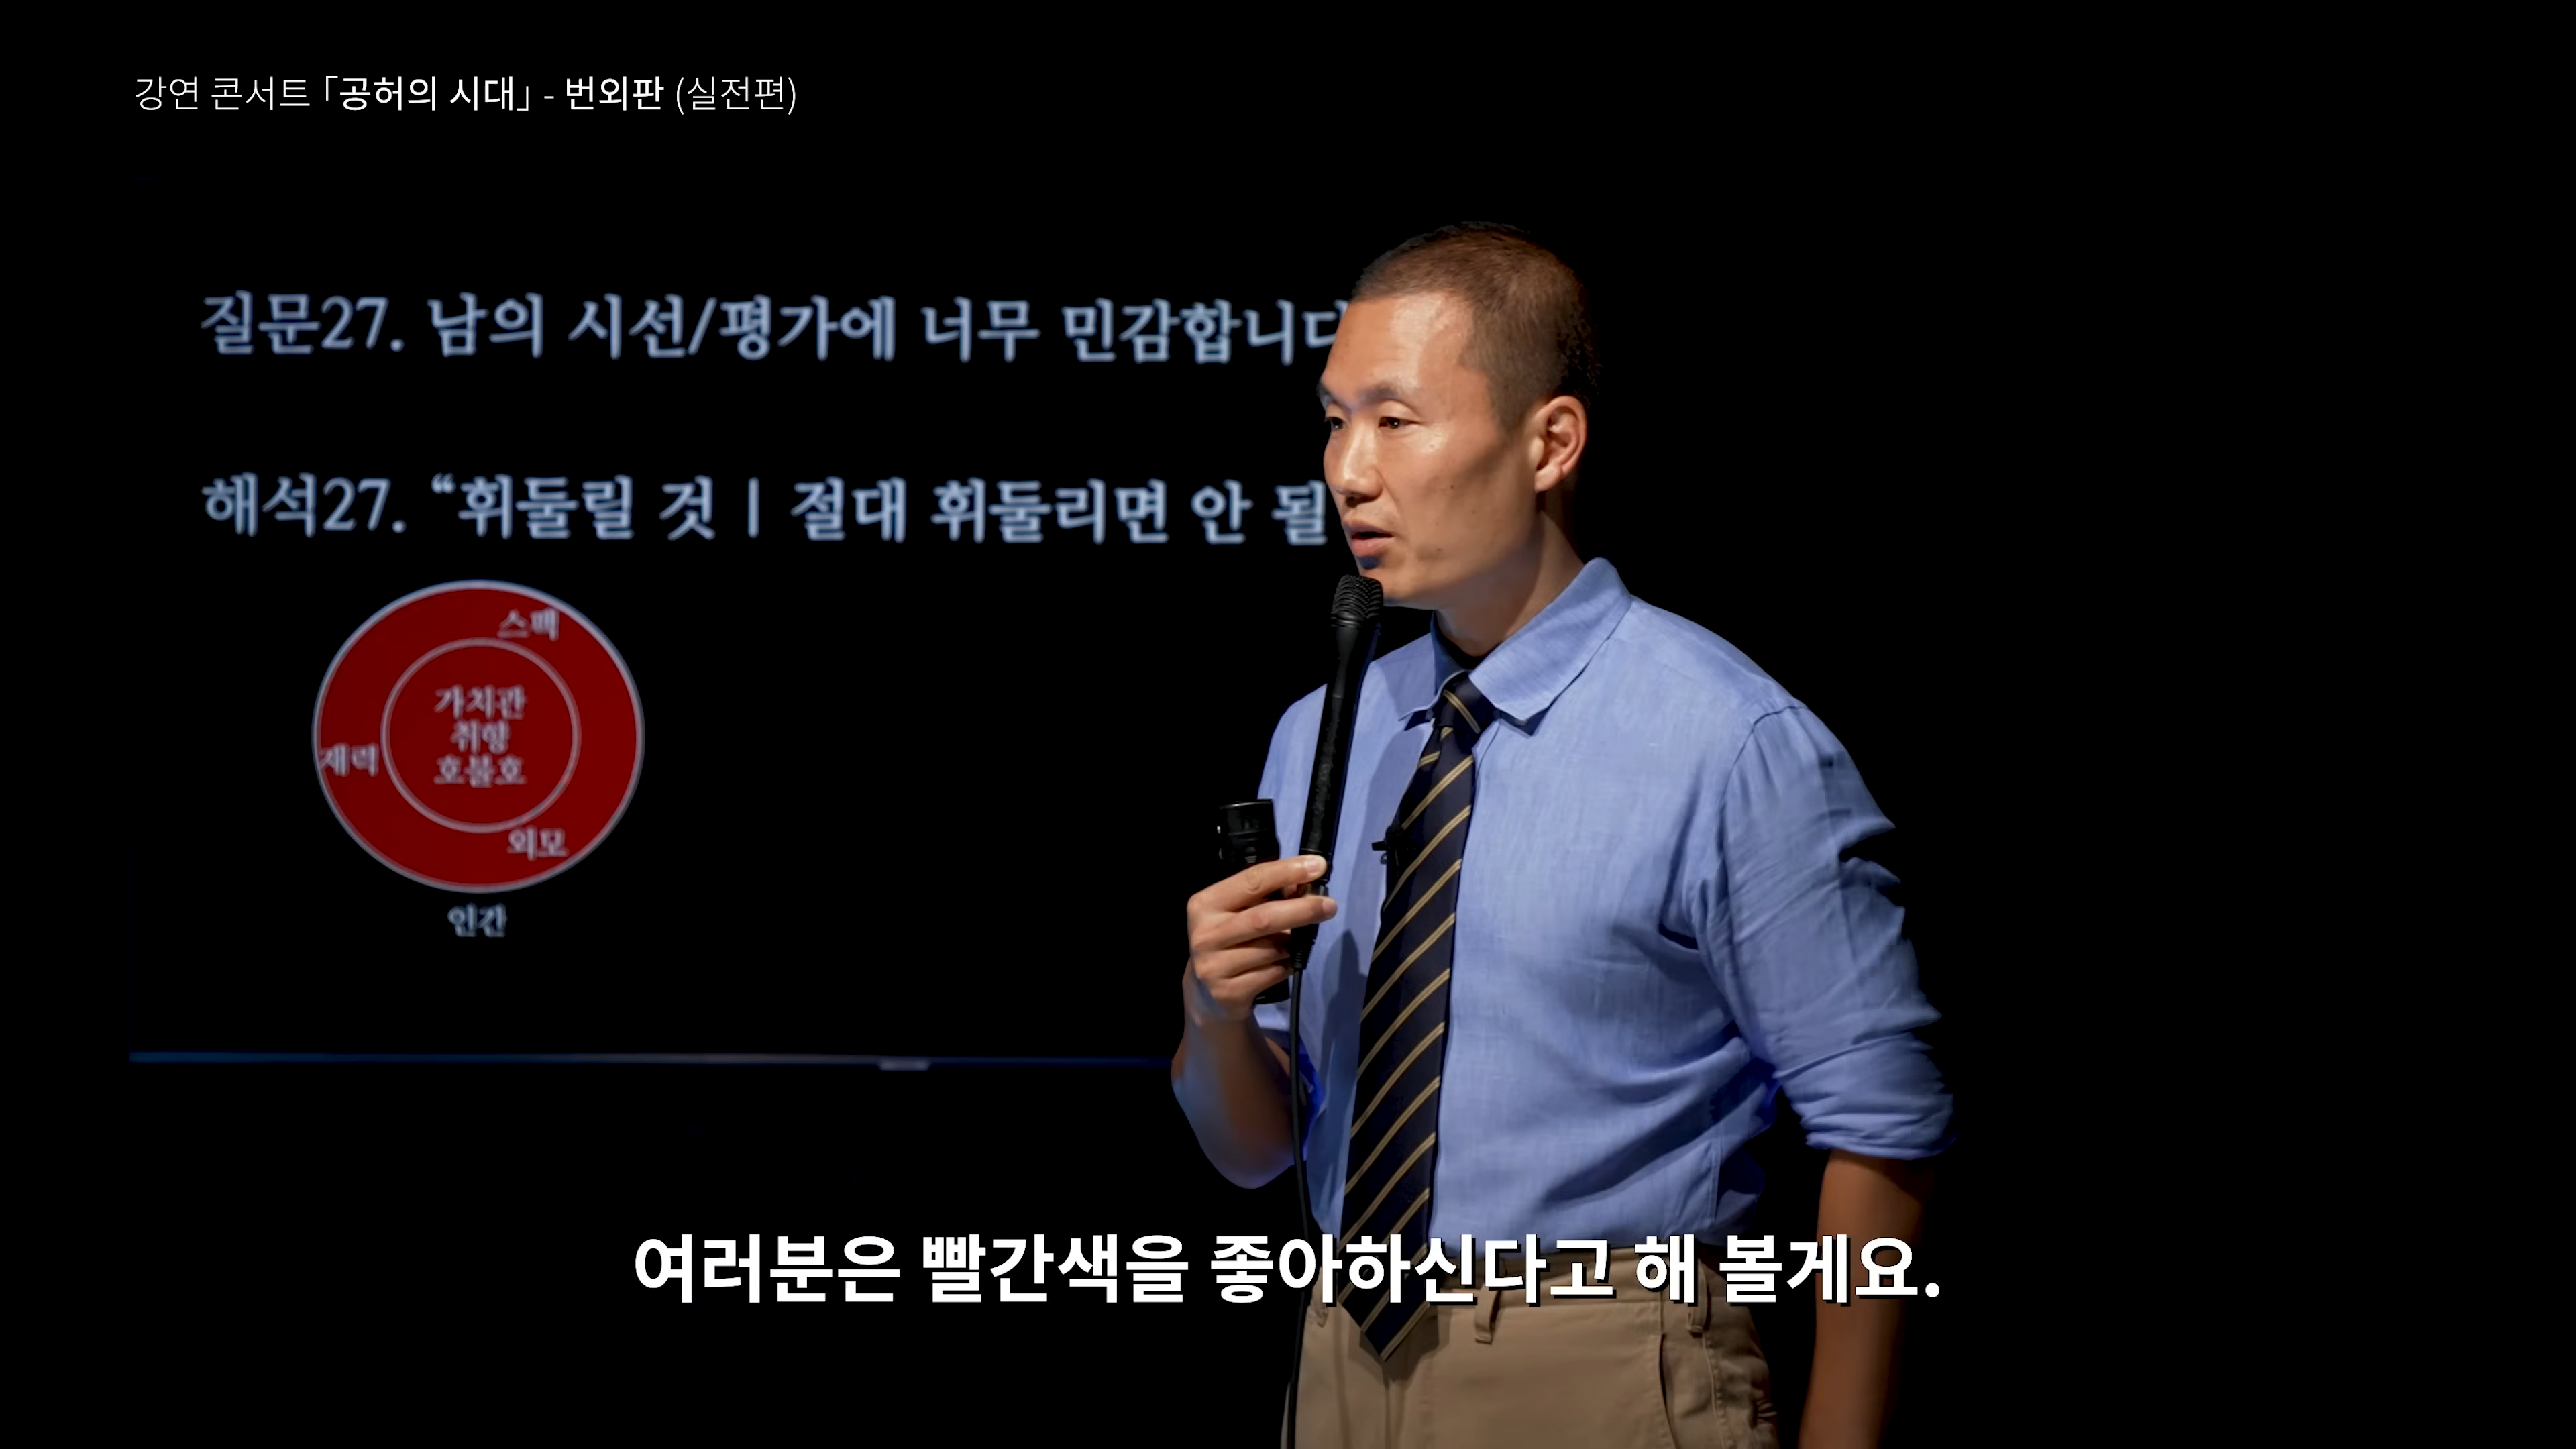 강연 콘서트 「공허의 시대」 - 번외판 (실전편)
질문27. 남의 시선/평가에 너무 민감합니다
해석27. “휘둘릴 것 | 절대 휘둘리면 안 될
스펙
가치관
취향
호불호
재력
외모
인간
여러분은 빨간색을 좋아하신다고 해 볼게요.